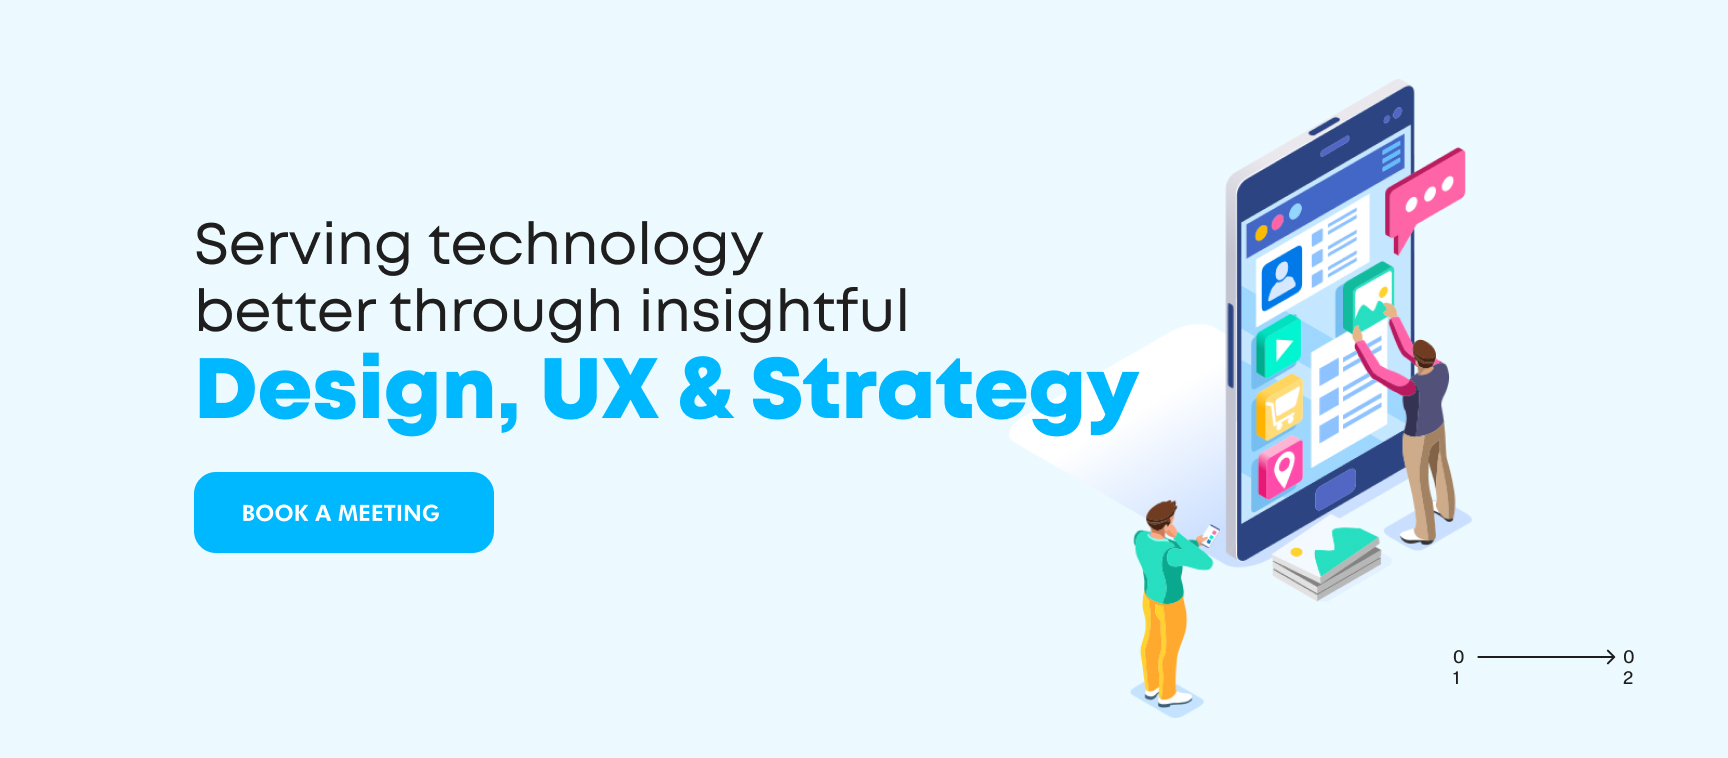 Serving technology
better through insightful
Design, UX & Strategy
BOOK A MEETING
0 0
1 2